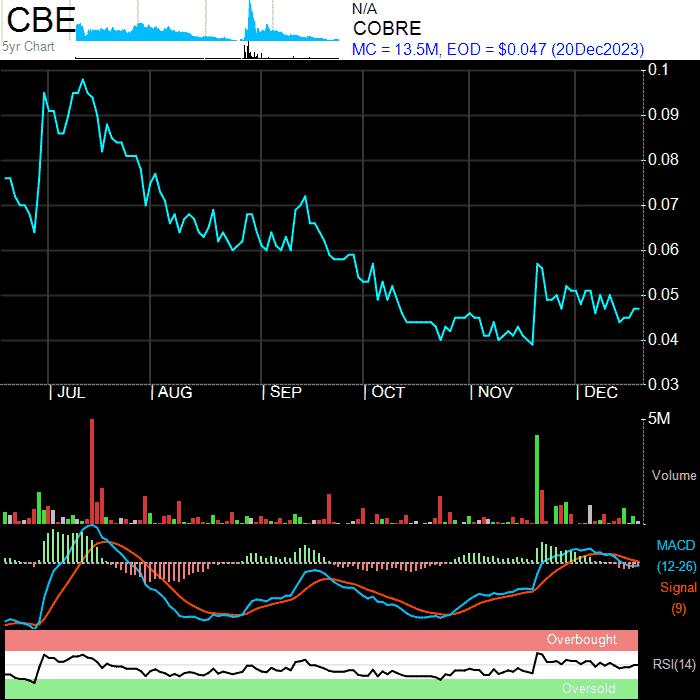 CBE
5yr Chart
N/A
COBRE
MC = 13.5M, EOD = $0.047 (20Dec2023)
0.1
0.09
0.08
0.07
0.06
0.05
0.04
0.03
JUL AUG SEP OCT NOV DEC
5M
Volume
MACD
(12-26)
Signal
(9)
Overbought
RSI(14)
Oversold